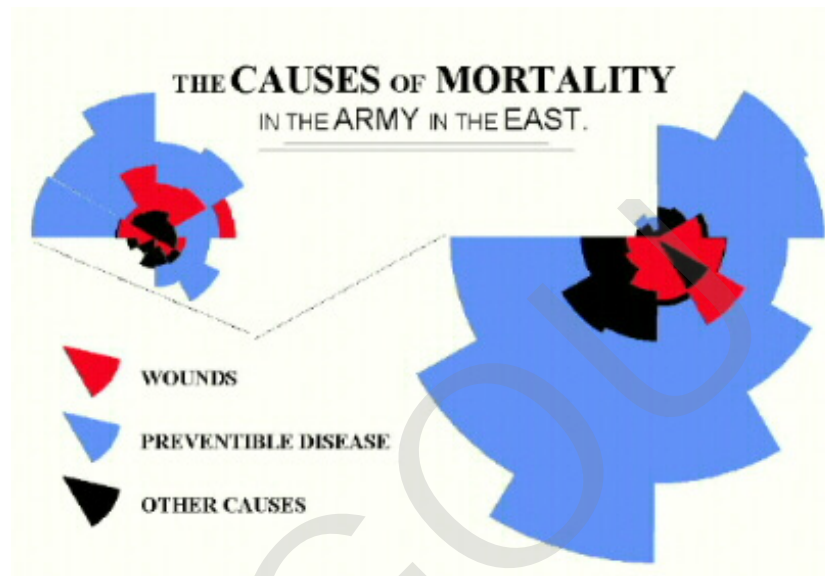 THE CAUSES OF MORTALITY
IN THE ARMY IN THE EAST.
WOUNDS
PREVENTIBLE DISEASE
OTHER CAUSES